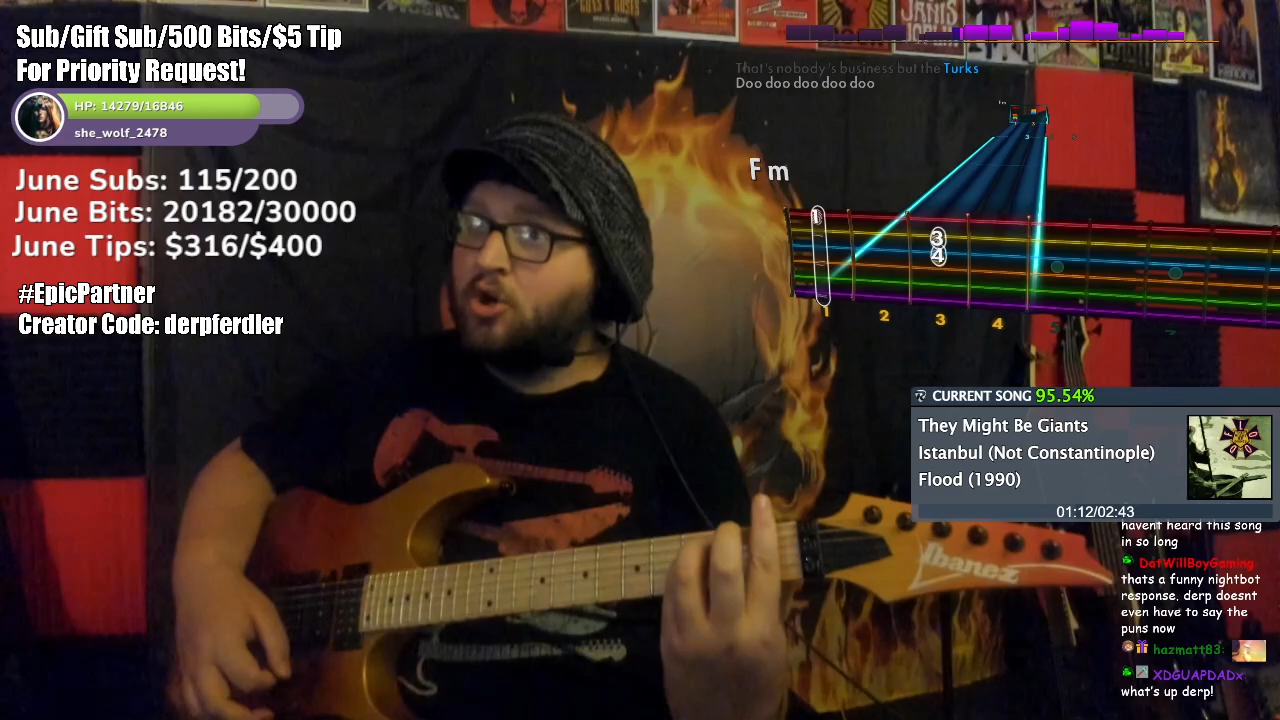 Sub/Gift Sub/500 Bits/$5 Tip
For Priority Request!
HP: 14279/16846
she_wolf_2478
June Subs: 115/200
June Bits: 20182/30000
June Tips: $316/$400
#EpicPartner
Creator Code: derpferdler
That's nobody's business but the Turks
Doo doo doo doo doo
Fm
1
3
4
1 2 3 4 5 7
CURRENT SONG 95.54%
They Might Be Giants
Istanbul (Not Constantinople)
Flood (1990)
01:12/02:43
Ibanez
havent heard this song
in so long
DatWillBoyGaming
thats a funny nightbot
response. derp doesnt
even have to say the
puns now
hazmatt83:
XDGUAPDADx
what's up derp!